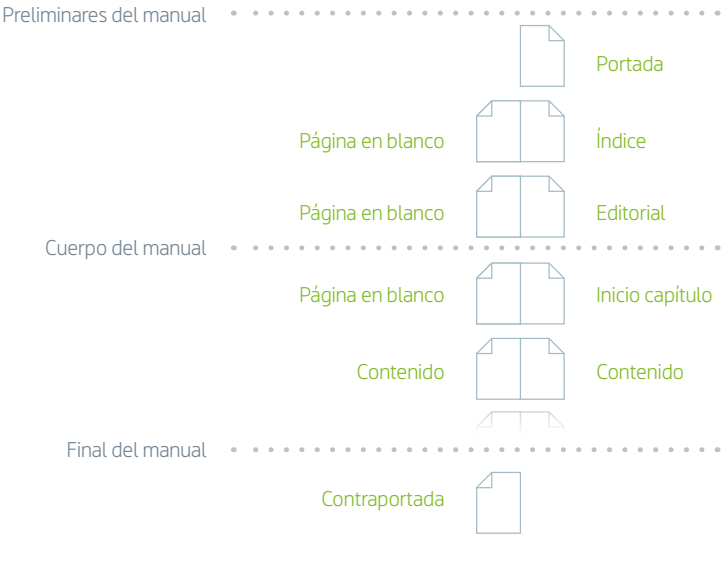 Preliminares del manual
Portada
Página en blanco Índice
Página en blanco Editorial
Cuerpo del manual
Página en blanco Inicio capítulo
Contenido Contenido
Final del manual
Contraportada